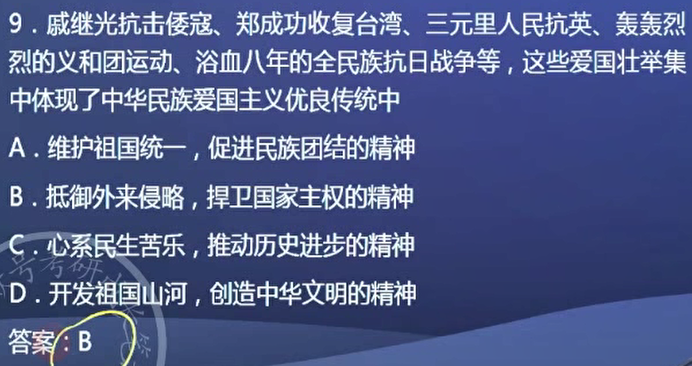 9．戚继光抗击倭寇、郑成功收复台湾、三元里人民抗英、轰轰烈
烈的义和团运动、浴血八年的全民族抗日战争等，这些爱国壮举集
中体现了中华民族爱国主义优良传统中
A．维护祖国统一，促进民族团结的精神
B．抵御外来侵略，捍卫国家主权的精神
C．心系民生苦乐，推动历史进步的精神
D．开发祖国山河，创造中华文明的精神
答案：B